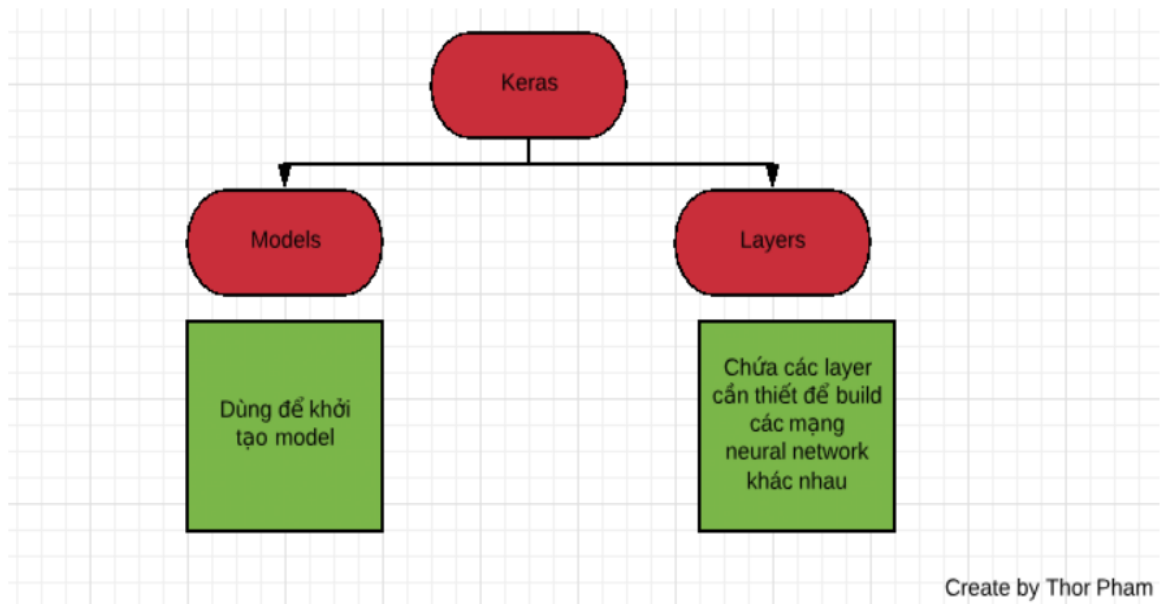 Keras
Models
Layers
Dùng để khởi
tạo model
Chứa các layer
cần thiết để build
các mạng
neural network
khác nhau
Create by Thor Pham